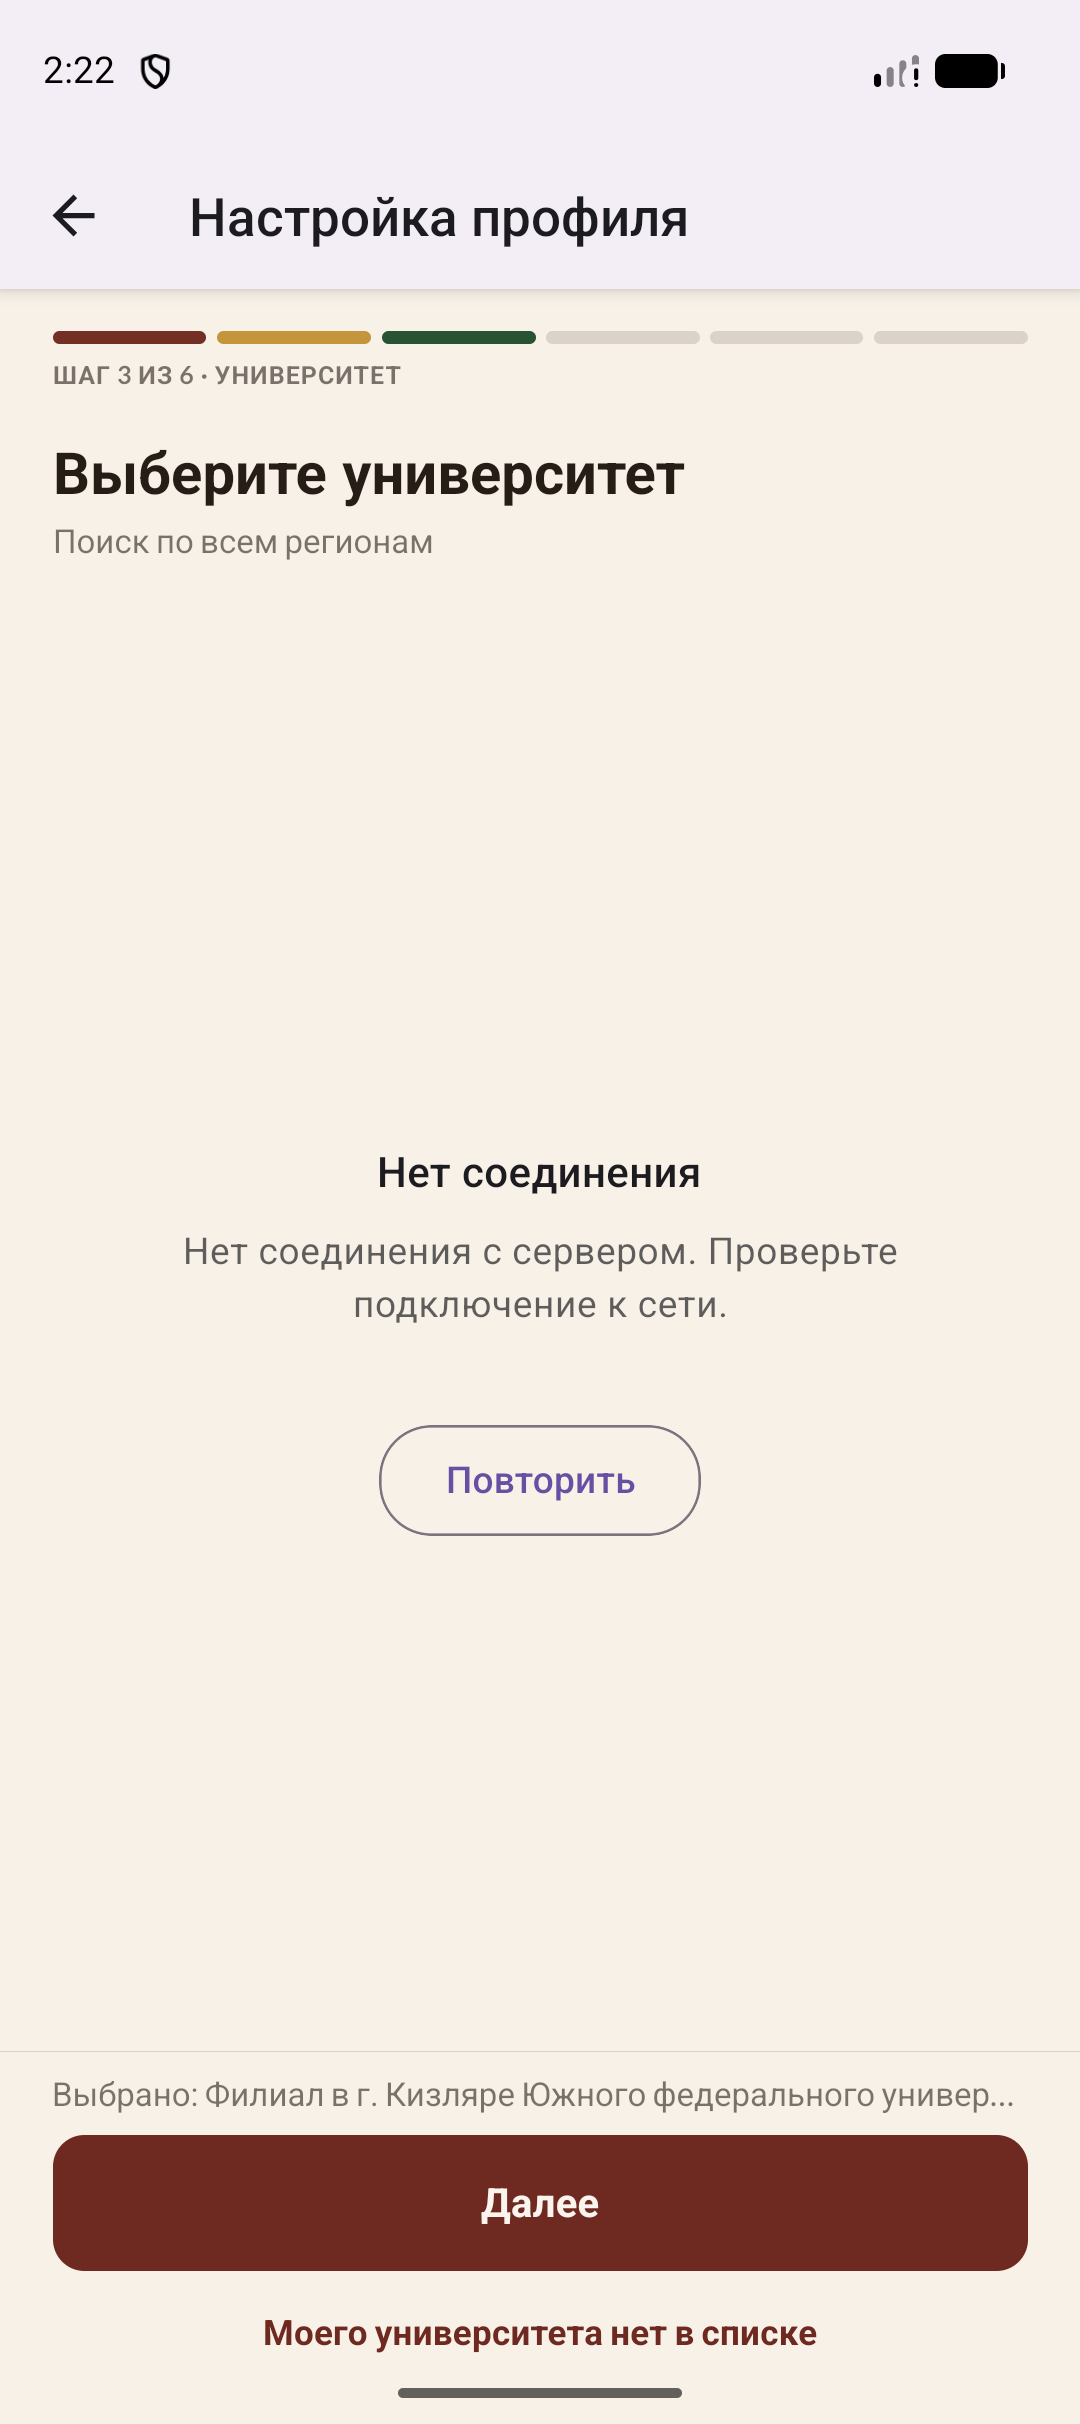 2:22
Настройка профиля
ШАГ 3 ИЗ 6 · УНИВЕРСИТЕТ
Выберите университет
Поиск по всем регионам
Нет соединения
Нет соединения с сервером. Проверьте
подключение к сети.
Повторить
Выбрано: Филиал в г. Кизляре Южного федерального универ...
Далее
Моего университета нет в списке